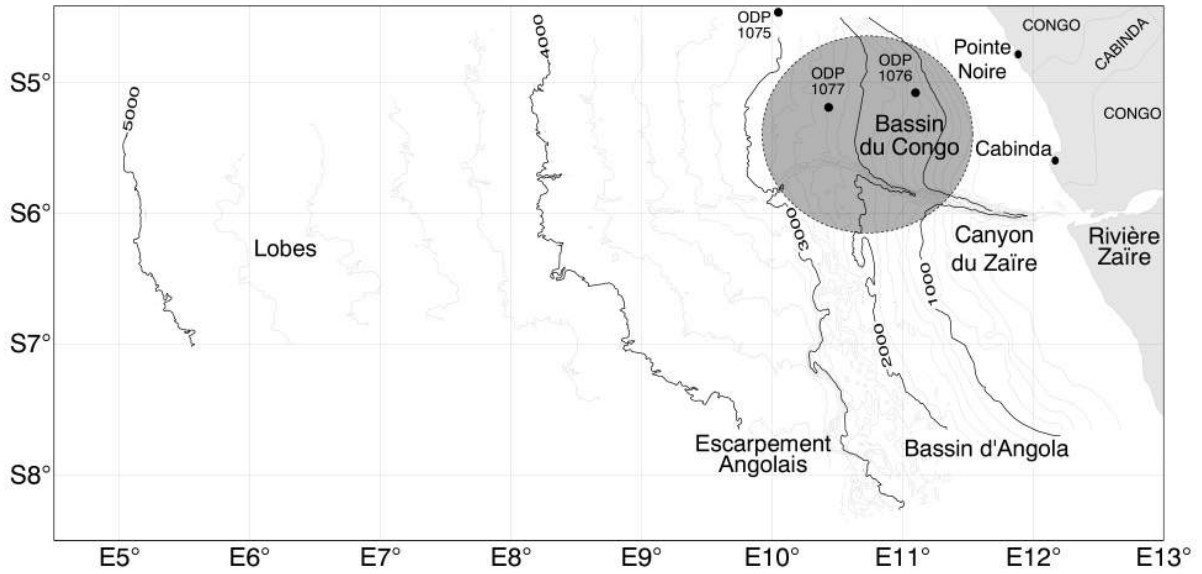 CONGO
CABINDA
CONGO
ODP
1075
Pointe
Noire
ODP
1076
ODP
1077
5000
4000
S5°
Bassin
du Congo
Cabinda
S6°
3000
Lobes
Canyon
du Zaïre
Rivière
Zaïre
1000
2000
S7°
Escarpement
Angolais
Bassin d'Angola
S8°
E5°
E6°
E7°
E8°
E9°
E10°
E11°
E12°
E13°